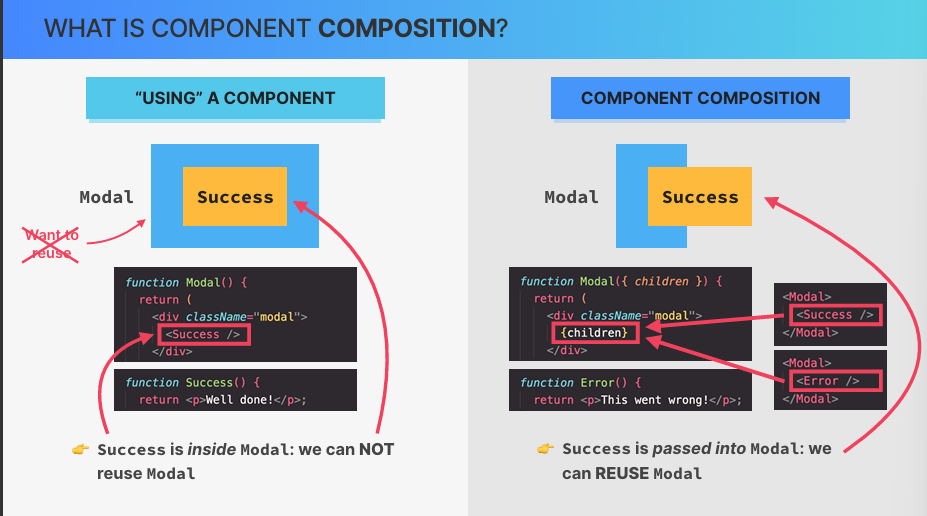 WHAT IS COMPONENT COMPOSITION?
“USING” A COMPONENT
Modal
Success
Want to
reuse
function Modal() {
return (
<div className="modal">
<Success />
</div>
function Success() {
return <p>Well done!</p>;
👉 Success is inside Modal: we can NOT
reuse Modal
COMPONENT COMPOSITION
Modal
Success
function Modal({ children }) {
return (
<div className="modal">
{children}
</div>
function Error() {
return <p>This went wrong!</p>;
<Modal>
<Success />
</Modal>
<Modal>
<Error />
</Modal>
👉 Success is passed into Modal: we
can REUSE Modal